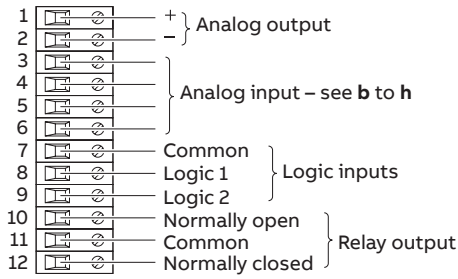 1 +
2 − Analog output
3
4
Analog input – see b to h
5
6
7 Common
8 Logic 1 Logic inputs
9 Logic 2
10 Normally open
11 Common Relay output
12 Normally closed